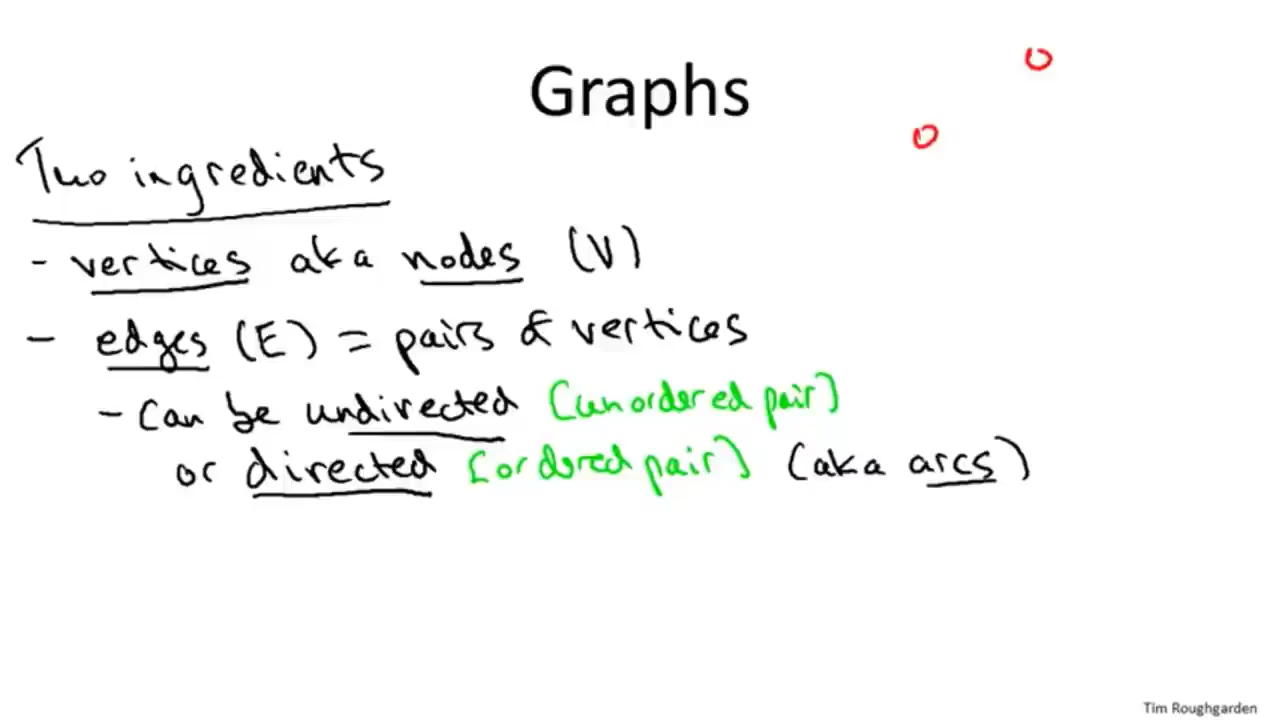 Graphs
Two ingredients
- vertices aka nodes (V)
- edges (E) = pairs of vertices
- can be undirected [unordered pair]
or directed [ordered pair] (aka arcs)
Tim Roughgarden